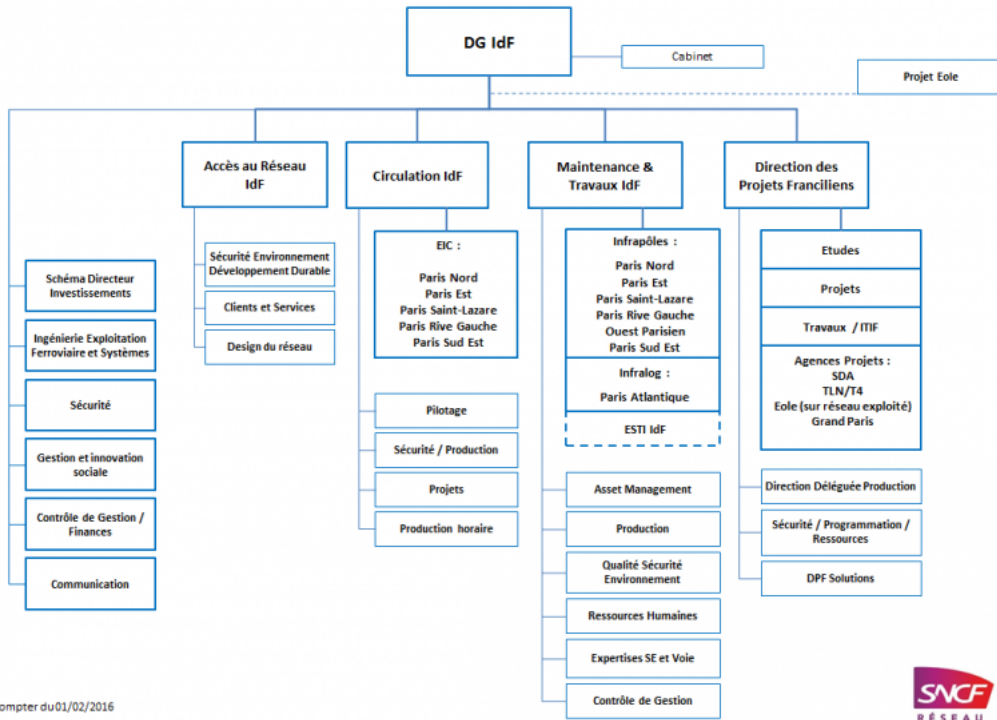 DG IdF
Cabinet
Projet Eole
Accès au Réseau
IdF
Circulation IdF
Maintenance &
Travaux IdF
Direction des
Projets Franciliens
Schéma Directeur
Investissements
Ingénierie Exploitation
Ferroviaire et Systèmes
Sécurité
Gestion et innovation
sociale
Contrôle de Gestion /
Finances
Communication
Sécurité Environnement
Développement Durable
Clients et Services
Design du réseau
EIC :
Paris Nord
Paris Est
Paris Saint-Lazare
Paris Rive Gauche
Paris Sud Est
Pilotage
Sécurité / Production
Projets
Production horaire
Infrapôles :
Paris Nord
Paris Est
Paris Saint-Lazare
Paris Rive Gauche
Ouest Parisien
Paris Sud Est
Infralog :
Paris Atlantique
ESTI IdF
Asset Management
Production
Qualité Sécurité
Environnement
Ressources Humaines
Expertises SE et Voie
Contrôle de Gestion
Etudes
Projets
Travaux / ITIF
Agences Projets :
SDA
TLN/T4
Eole (sur réseau exploité)
Grand Paris
Direction Déléguée Production
Sécurité / Programmation /
Ressources
DPF Solutions
ompter du 01/02/2016
SNCF
RÉSEAU